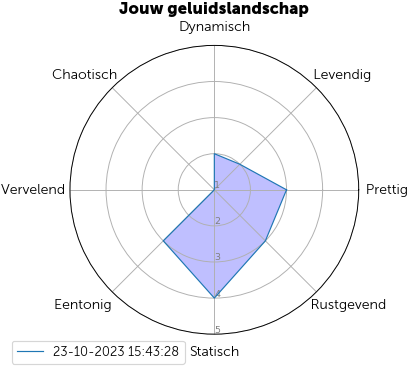 Jouw geluidslandschap
Dynamisch
Chaotisch
Levendig
Vervelend
1
Prettig
2
3
4
Eentonig
Rustgevend
5
23-10-2023 15:43:28
Statisch